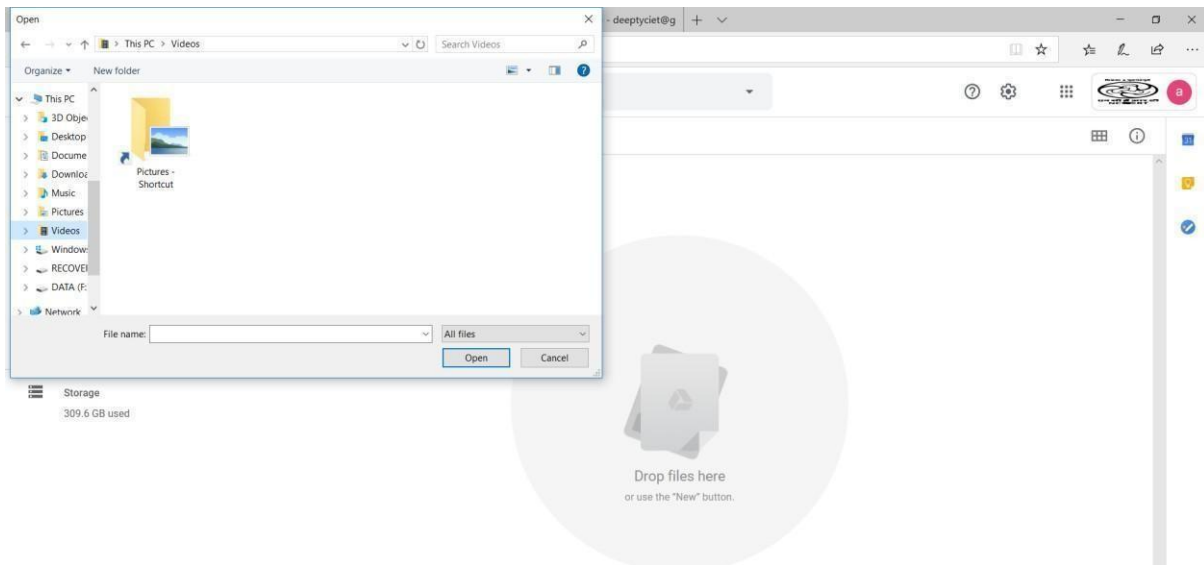 Open
- deeptyciet@g
This PC > Videos
Search Videos
Organize
New folder
This PC
3D Obje
Desktop
Docume
Downloa
Music
Pictures
Videos
Window
RECOVE
DATA (F:
Network
Pictures -
Shortcut
File name:
All files
Open
Cancel
a
31
Storage
309.6 GB used
Drop files here
or use the "New" button.